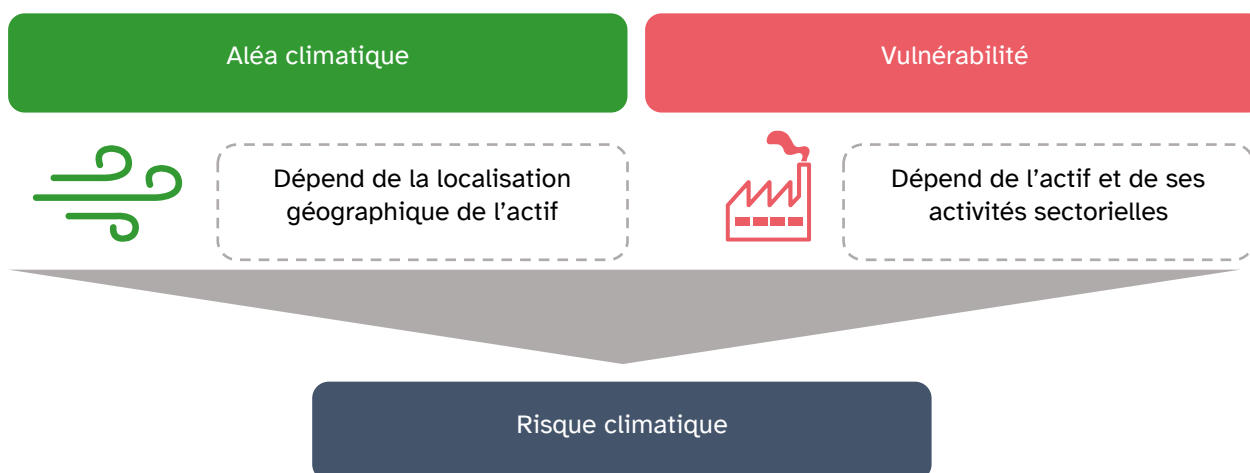 Aléa climatique
Vulnérabilité
Dépend de la localisation
géographique de l’actif
Dépend de l’actif et de ses
activités sectorielles
Risque climatique